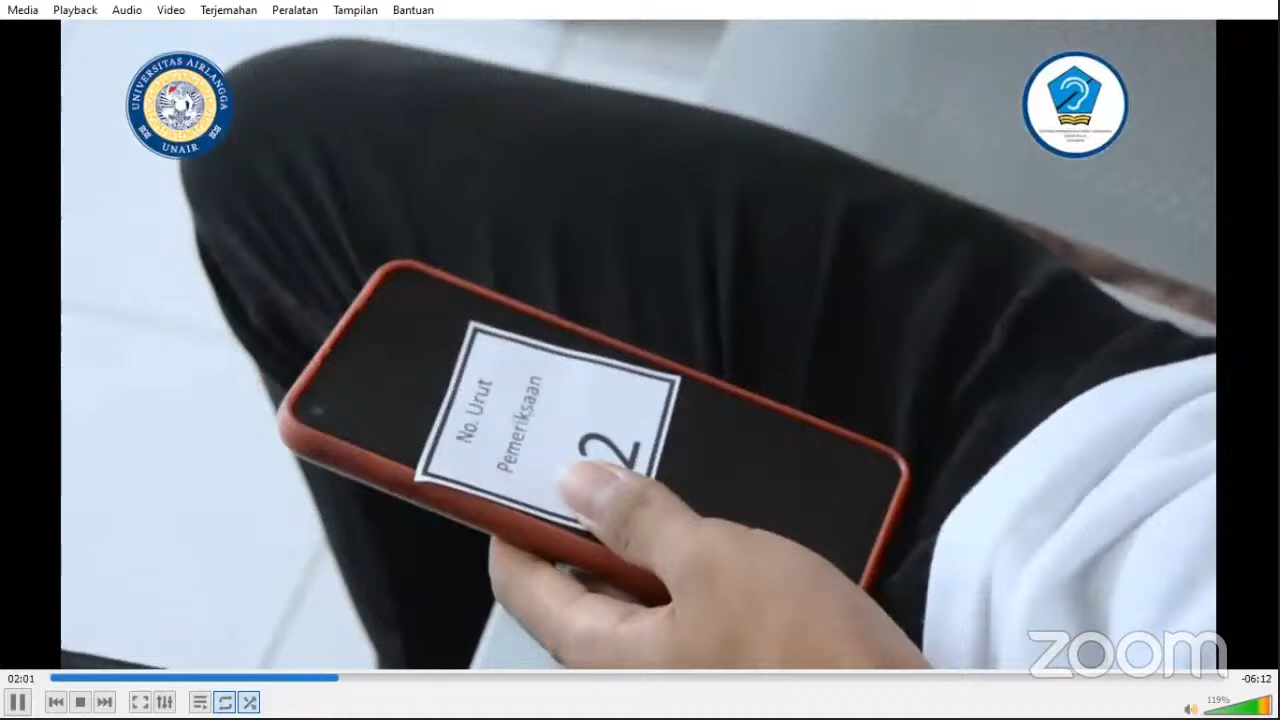 Media Playback Audio Video Terjemahan Peralatan Tampilan Bantuan
UNIVERSITAS AIRLANGGA
UNAIR
No. Urut
Pemeriksaan
2
zoom
02:01
-06:12
119%